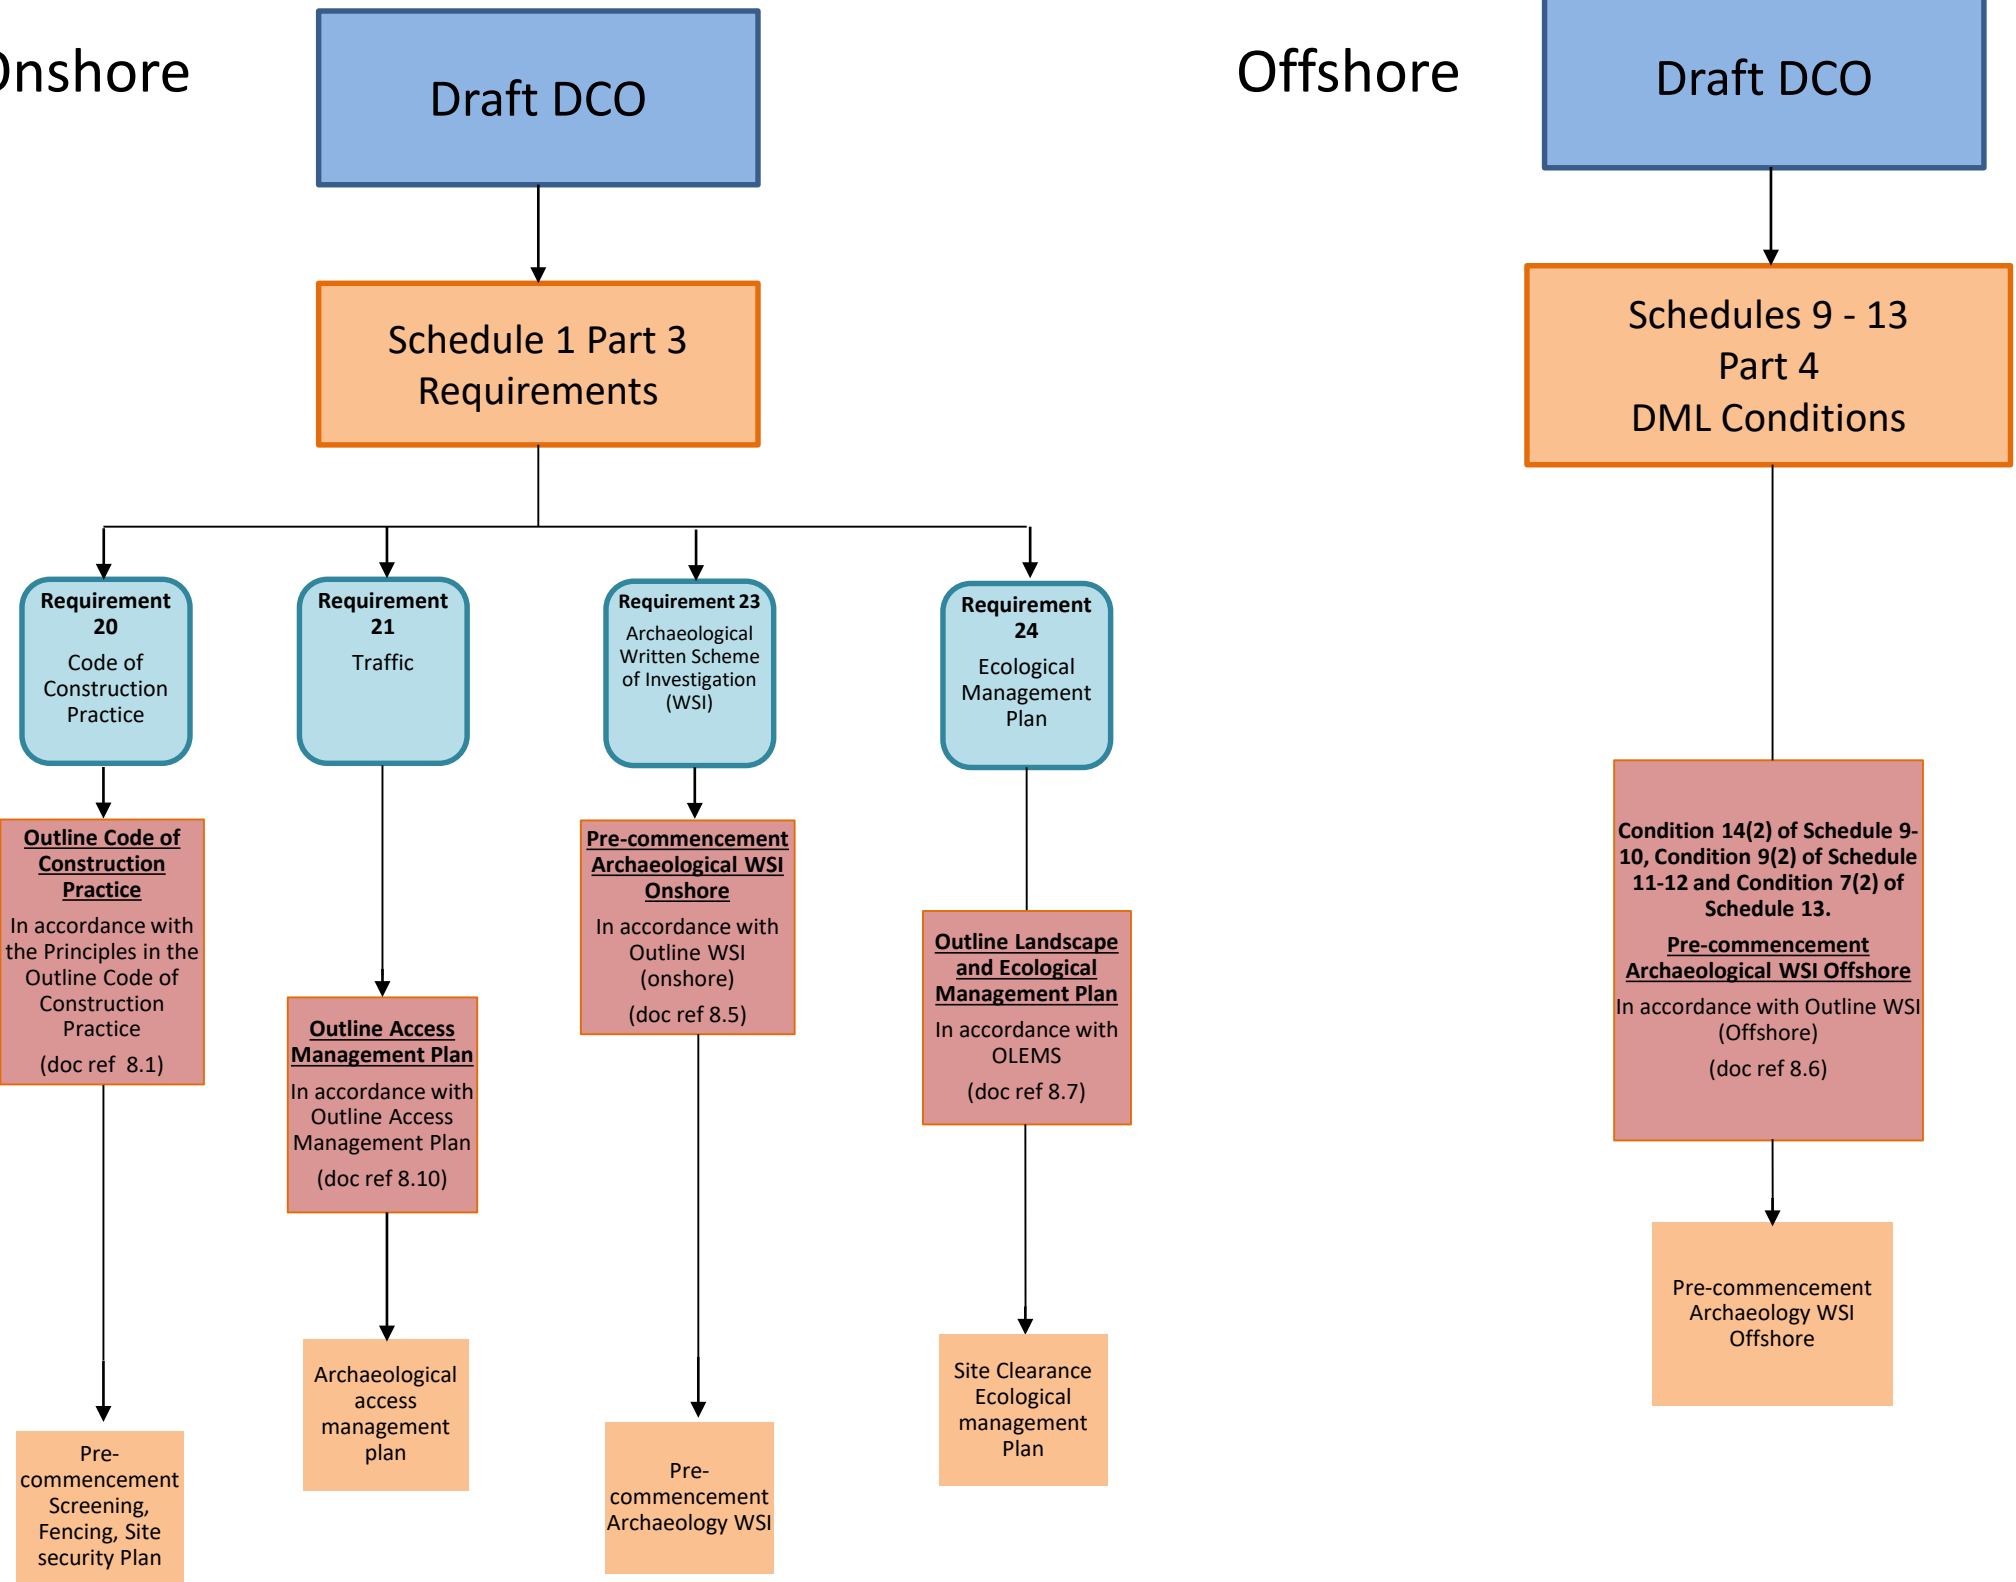 Onshore
Draft DCO
Schedule 1 Part 3
Requirements
Requirement
20
Code of
Construction
Practice
Requirement
21
Traffic
Requirement 23
Archaeological
Written Scheme
of Investigation
(WSI)
Requirement
24
Ecological
Management
Plan
Outline Code of
Construction
Practice
In accordance with
the Principles in the
Outline Code of
Construction
Practice
(doc ref 8.1)
Outline Access
Management Plan
In accordance with
Outline Access
Management Plan
(doc ref 8.10)
Pre-commencement
Archaeological WSI
Onshore
In accordance with
Outline WSI
(onshore)
(doc ref 8.5)
Outline Landscape
and Ecological
Management Plan
In accordance with
OLEMS
(doc ref 8.7)
Pre-
commencement
Screening,
Fencing, Site
security Plan
Archaeological
access
management
plan
Pre-
commencement
Archaeology WSI
Site Clearance
Ecological
management
Plan
Offshore
Draft DCO
Schedules 9 - 13
Part 4
DML Conditions
Condition 14(2) of Schedule 9-
10, Condition 9(2) of Schedule
11-12 and Condition 7(2) of
Schedule 13.
Pre-commencement
Archaeological WSI Offshore
In accordance with Outline WSI
(Offshore)
(doc ref 8.6)
Pre-commencement
Archaeology WSI
Offshore